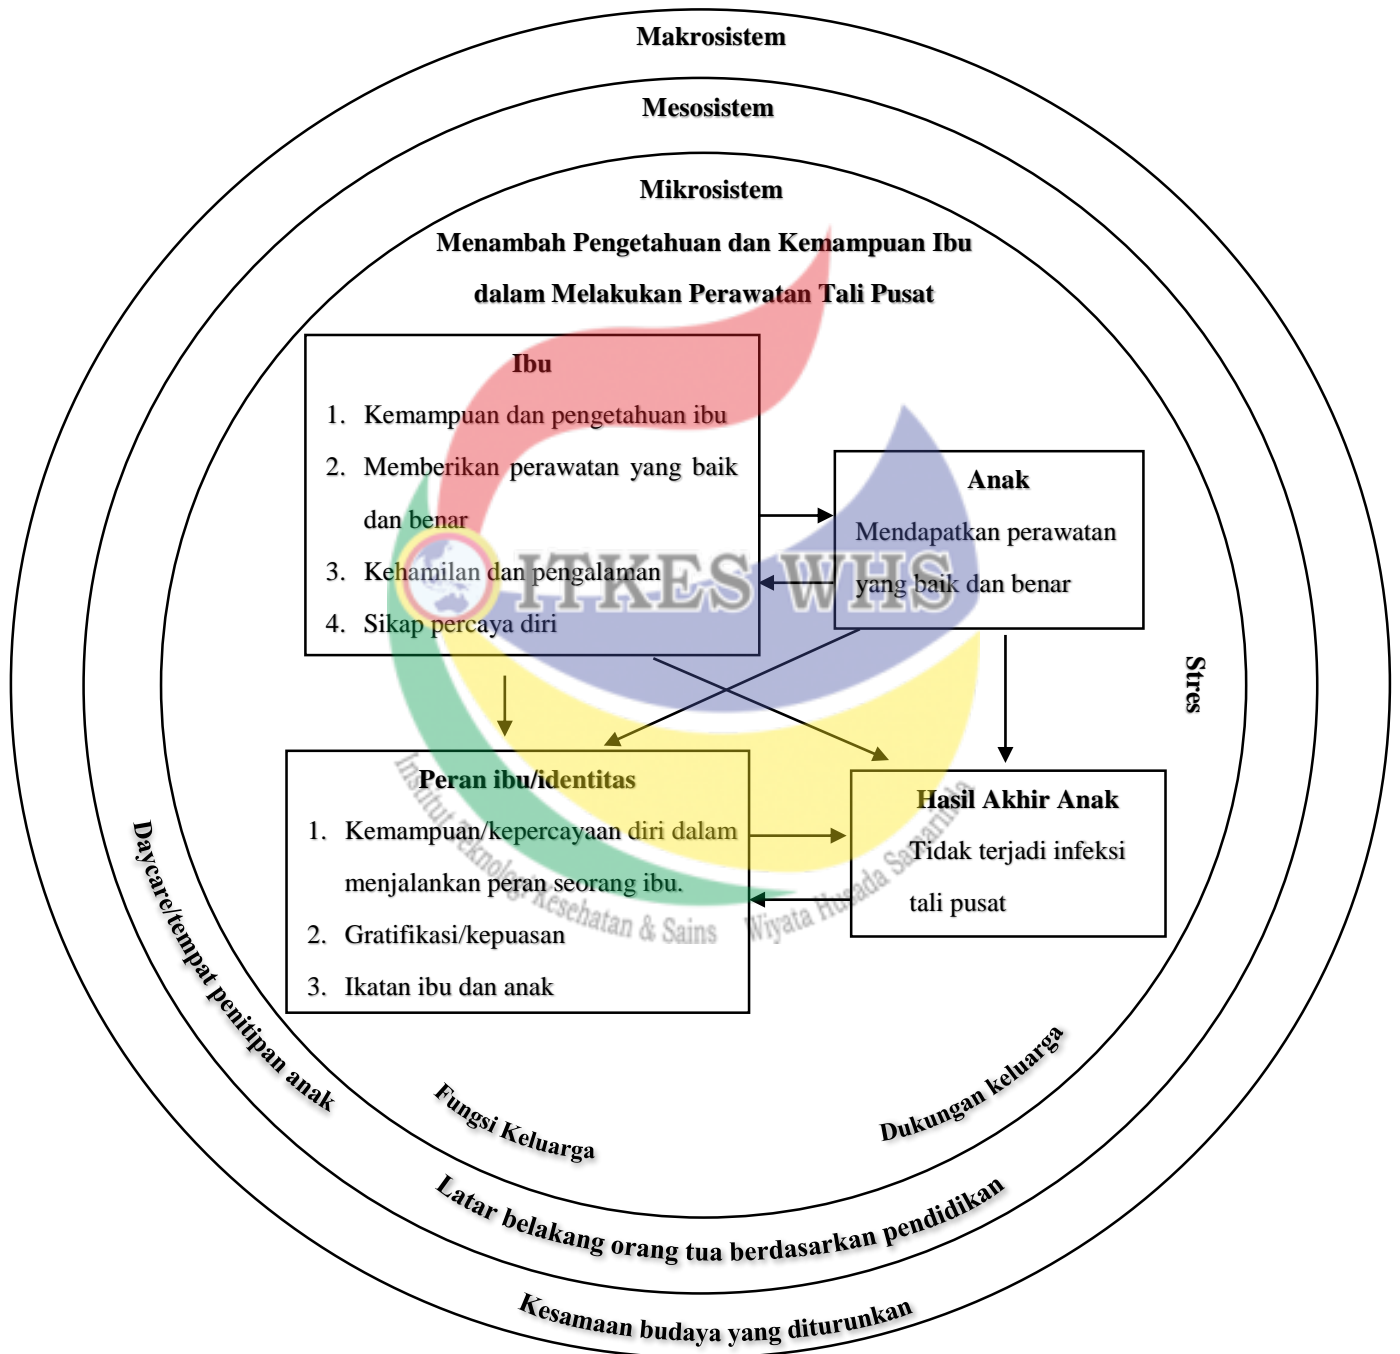 Makrosistem
Mesosistem
Mikrosistem
Menambah Pengetahuan dan Kemampuan Ibu
dalam Melakukan Perawatan Tali Pusat
Ibu
1. Kemampuan dan pengetahuan ibu
2. Memberikan perawatan yang baik
dan benar
3. Kehamilan dan pengalaman
4. Sikap percaya diri
Anak
Mendapatkan perawatan
yang baik dan benar
ITKES WHS
Stres
Peran ibu/identitas
1. Kemampuan/kepercayaan diri dalam
menjalankan peran seorang ibu.
2. Gratifikasi/kepuasan
3. Ikatan ibu dan anak
Hasil Akhir Anak
Tidak terjadi infeksi
tali pusat
Institut Teknologi Kesehatan & Sains Wiyata Husada Samarinda
Daycare/tempat penitipan anak
Fungsi Keluarga
Dukungan keluarga
Latar belakang orang tua berdasarkan pendidikan
Kesamaan budaya yang diturunkan